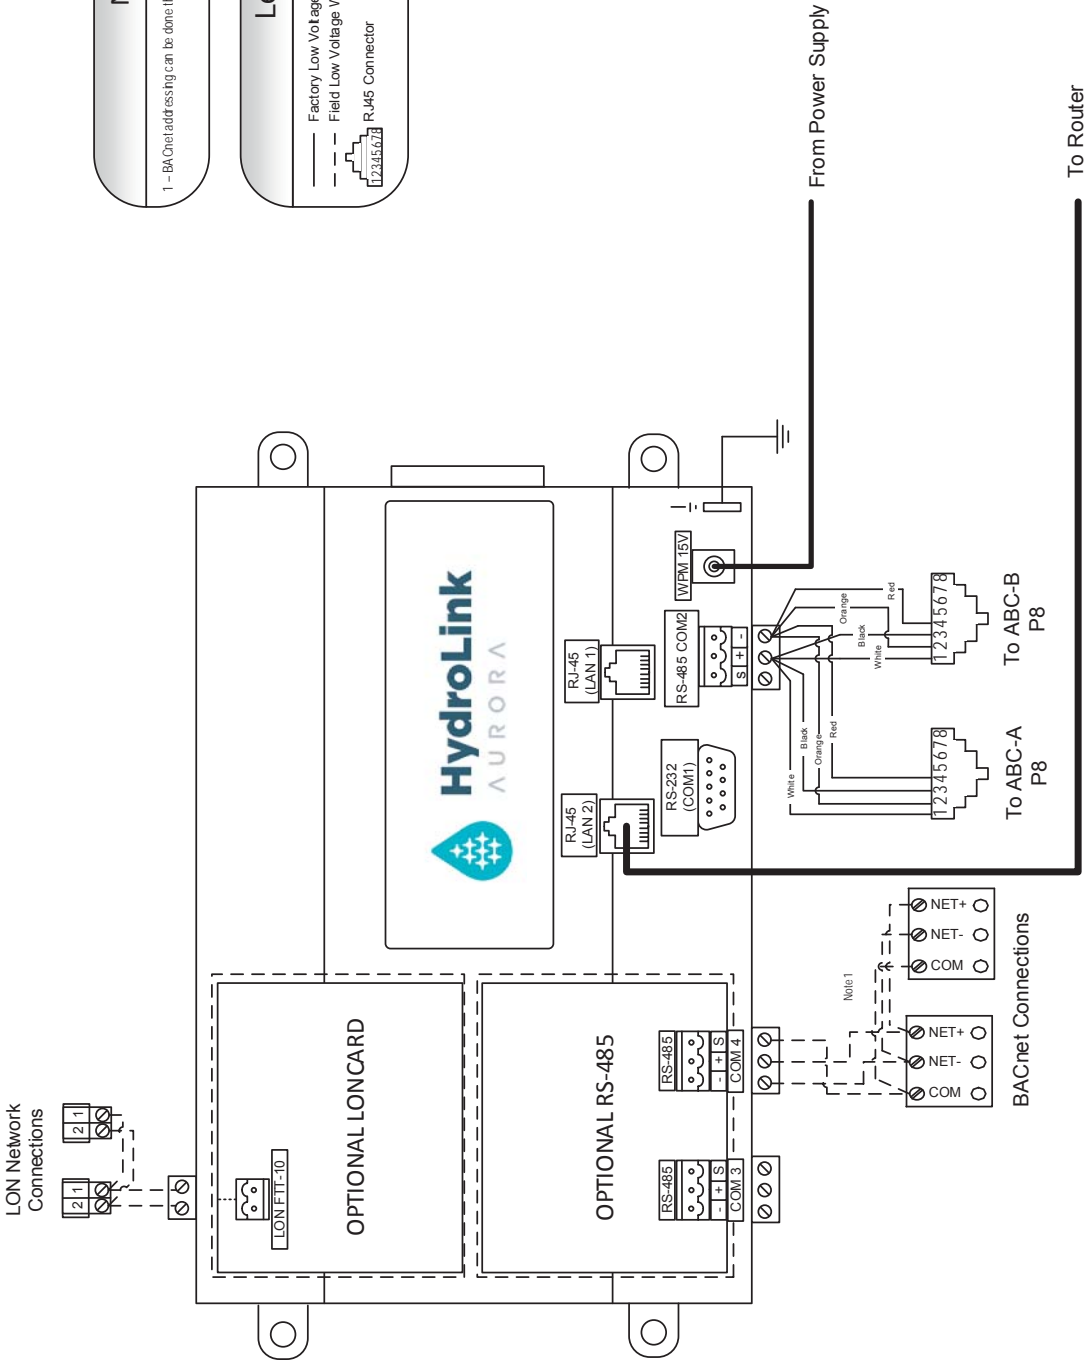 1 – BACnet addressing can be done
Factory Low Voltage
Field Low Voltage
RJ45 Connector
12345678
From Power Supply
To Router
LON Network
Connections
2 1
2 1
LON FTT-10
OPTIONAL LONCARD
HydroLink
AURORA
RJ-45
(LAN 2)
RJ-45
(LAN 1)
OPTIONAL RS-485
RS-485
- + S
COM 3
RS-485
- + S
COM 4
RS-232
(COM1)
RS-485 COM2
S + -
WPM 15V
White
Black
Orange
Red
White
Black
Orange
Red
12345678
To ABC-A
P8
12345678
To ABC-B
P8
Note 1
NET+
NET-
COM
NET+
NET-
COM
BACnet Connections